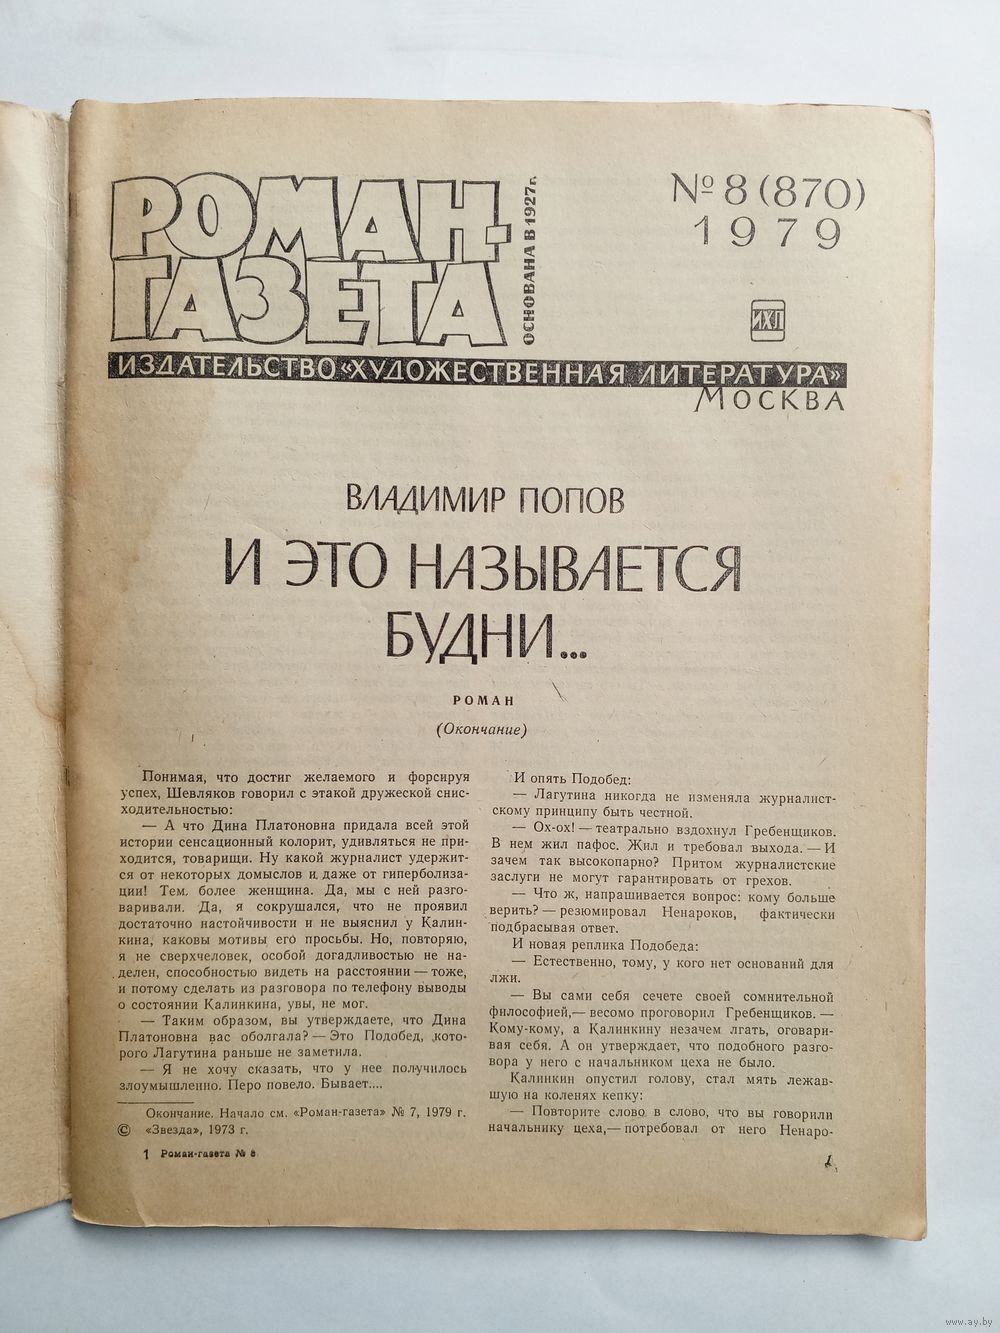 РОМАН-
ГАЗЕТА
ОСНОВАНА В 1927 г.
№ 8 (870)
1979
ИХЛ
ИЗДАТЕЛЬСТВО «ХУДОЖЕСТВЕННАЯ ЛИТЕРАТУРА»
МОСКВА
ВЛАДИМИР ПОПОВ
И ЭТО НАЗЫВАЕТСЯ
БУДНИ...
РОМАН
(Окончание)
Понимая, что достиг желаемого и форсируя
успех, Шевляков говорил с этакой дружеской снис-
ходительностью:
— А что Дина Платоновна придала всей этой
истории сенсационный колорит, удивляться не при-
ходится, товарищи. Ну какой журналист удержит-
ся от некоторых домыслов и даже от гиперболиза-
ции! Тем более женщина. Да, мы с ней разго-
варивали. Да, я сокрушался, что не проявил
достаточно настойчивости и не выяснил у Калин-
кина, каковы мотивы его просьбы. Но, повторяю,
я не сверхчеловек, особой догадливостью не на-
делен, способностью видеть на расстоянии — тоже,
и потому сделать из разговора по телефону выводы
о состоянии Калинкина, увы, не мог.
— Таким образом, вы утверждаете, что Дина
Платоновна вас оболгала? — Это Подобед, кото-
рого Лагутина раньше не заметила.
— Я не хочу сказать, что у нее получилось
злоумышленно. Перо повело. Бывает....
Окончание. Начало см. «Роман-газета» № 7, 1979 г.
© «Звезда», 1973 г.
1 Роман-газета № 8
И опять Подобед:
— Лагутина никогда не изменяла журналист-
скому принципу быть честной.
— Ох-ох! — театрально вздохнул Гребенщиков.
В нем жил пафос. Жил и требовал выхода. — И
зачем так высокопарно? Притом журналистские
заслуги не могут гарантировать от грехов.
— Что ж, напрашивается вопрос: кому больше
верить? — резюмировал Ненароков, фактически
подбрасывая ответ.
И новая реплика Подобеда:
— Естественно, тому, у кого нет оснований для
лжи.
— Вы сами себя сечете своей сомнительной
философией,— весомо проговорил Гребенщиков. —
Кому-кому, а Калинкину незачем лгать, оговари-
вая себя. А он утверждает, что подобного разго-
вора у него с начальником цеха не было.
Калинкин опустил голову, стал мять лежав-
шую на коленях кепку:
— Повторите слово в слово, что вы говорили
начальнику цеха,— потребовал от него Ненаро-
1
www.ay.by